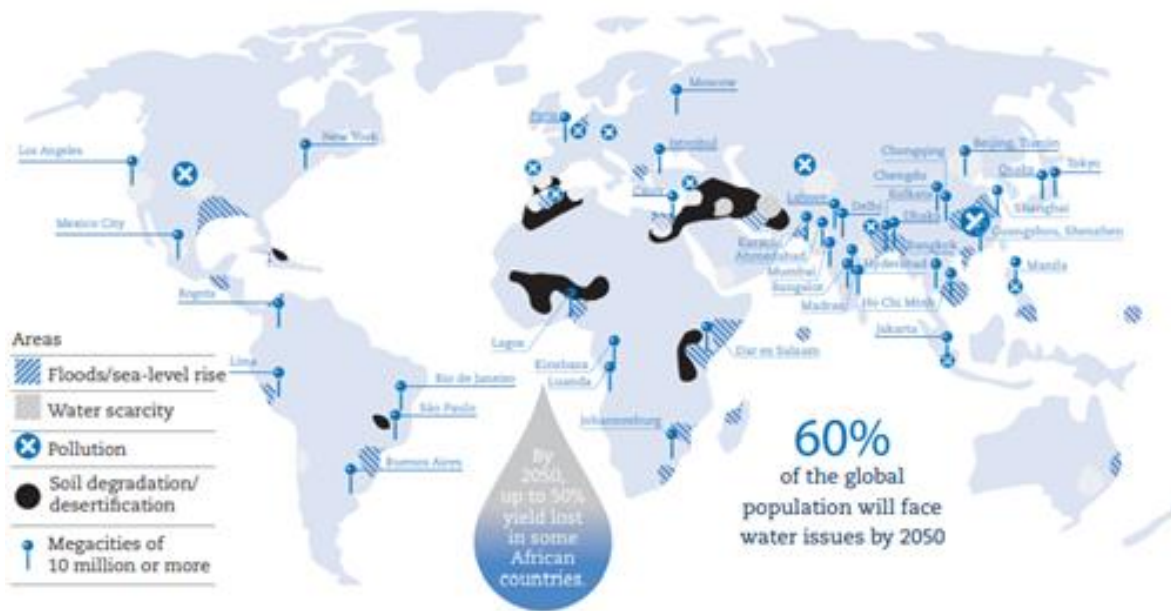 Moscow
Paris
New York
Los Angeles
Istanbul
Chongqing
Beijing, Tianjin
Chengdu
Osaka
Tokyo
Cairo
Lahore
Kolkata
Delhi
Dhaka
Shanghai
Mexico City
Guangzhou, Shenzhen
Karachi
Ahmedabad
Bangkok
Mumbai
Hyderabad
Manila
Bangalor
Bogota
Madras
Ho Chi Minh
Areas
Jakarta
Lagos
Kinshasa
Dar es Salaam
Floods/sea-level rise
Lima
Luanda
Rio de Janeiro
Water scarcity
São Paulo
Johannesburg
Pollution
Buenos Aires
Soil degradation/
desertification
Megacities of
10 million or more
By
2050,
up to 50%
yield lost
in some
African
countries.
60%
of the global
population will face
water issues by 2050